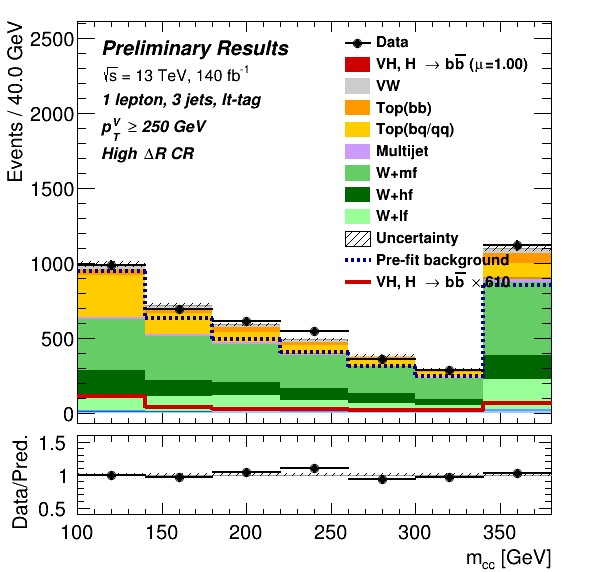 Events / 40.0 GeV
2500
2000
1500
1000
500
0
Preliminary Results
√s = 13 TeV, 140 fb⁻¹
1 lepton, 3 jets, lt-tag
p_T^V ≥ 250 GeV
High ΔR CR
Data
VH, H → bb̅ (μ=1.00)
VW
Top(bb)
Top(bq/qq)
Multijet
W+mf
W+hf
W+lf
Uncertainty
Pre-fit background
VH, H → bb̅ ×610
Data/Pred.
1.5
1
0.5
100 150 200 250 300 350
m_cc [GeV]